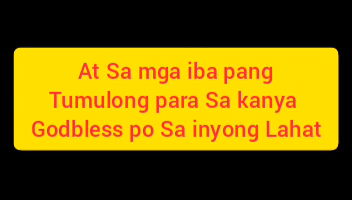 At Sa mga iba pang
Tumulong para Sa kanya
Godbless po Sa inyong Lahat